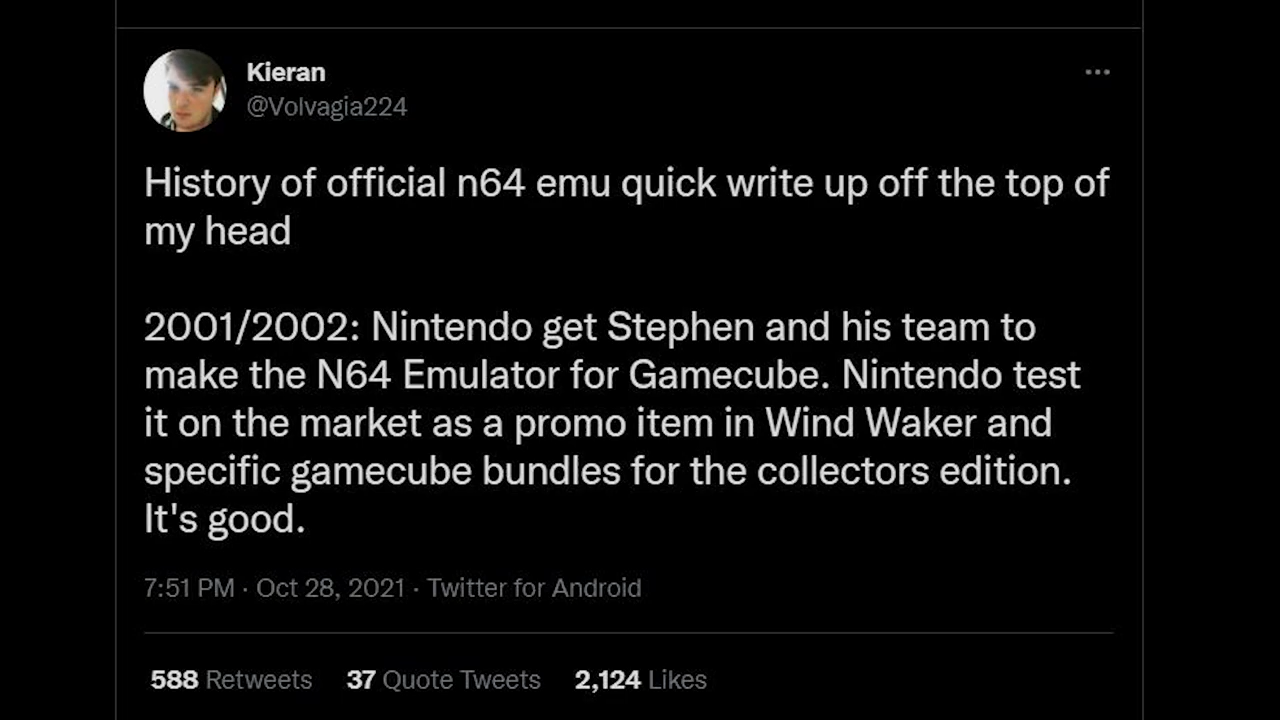 Kieran
@Volvagia224
History of official n64 emu quick write up off the top of
my head
2001/2002: Nintendo get Stephen and his team to
make the N64 Emulator for Gamecube. Nintendo test
it on the market as a promo item in Wind Waker and
specific gamecube bundles for the collectors edition.
It's good.
7:51 PM · Oct 28, 2021 · Twitter for Android
588 Retweets 37 Quote Tweets 2,124 Likes